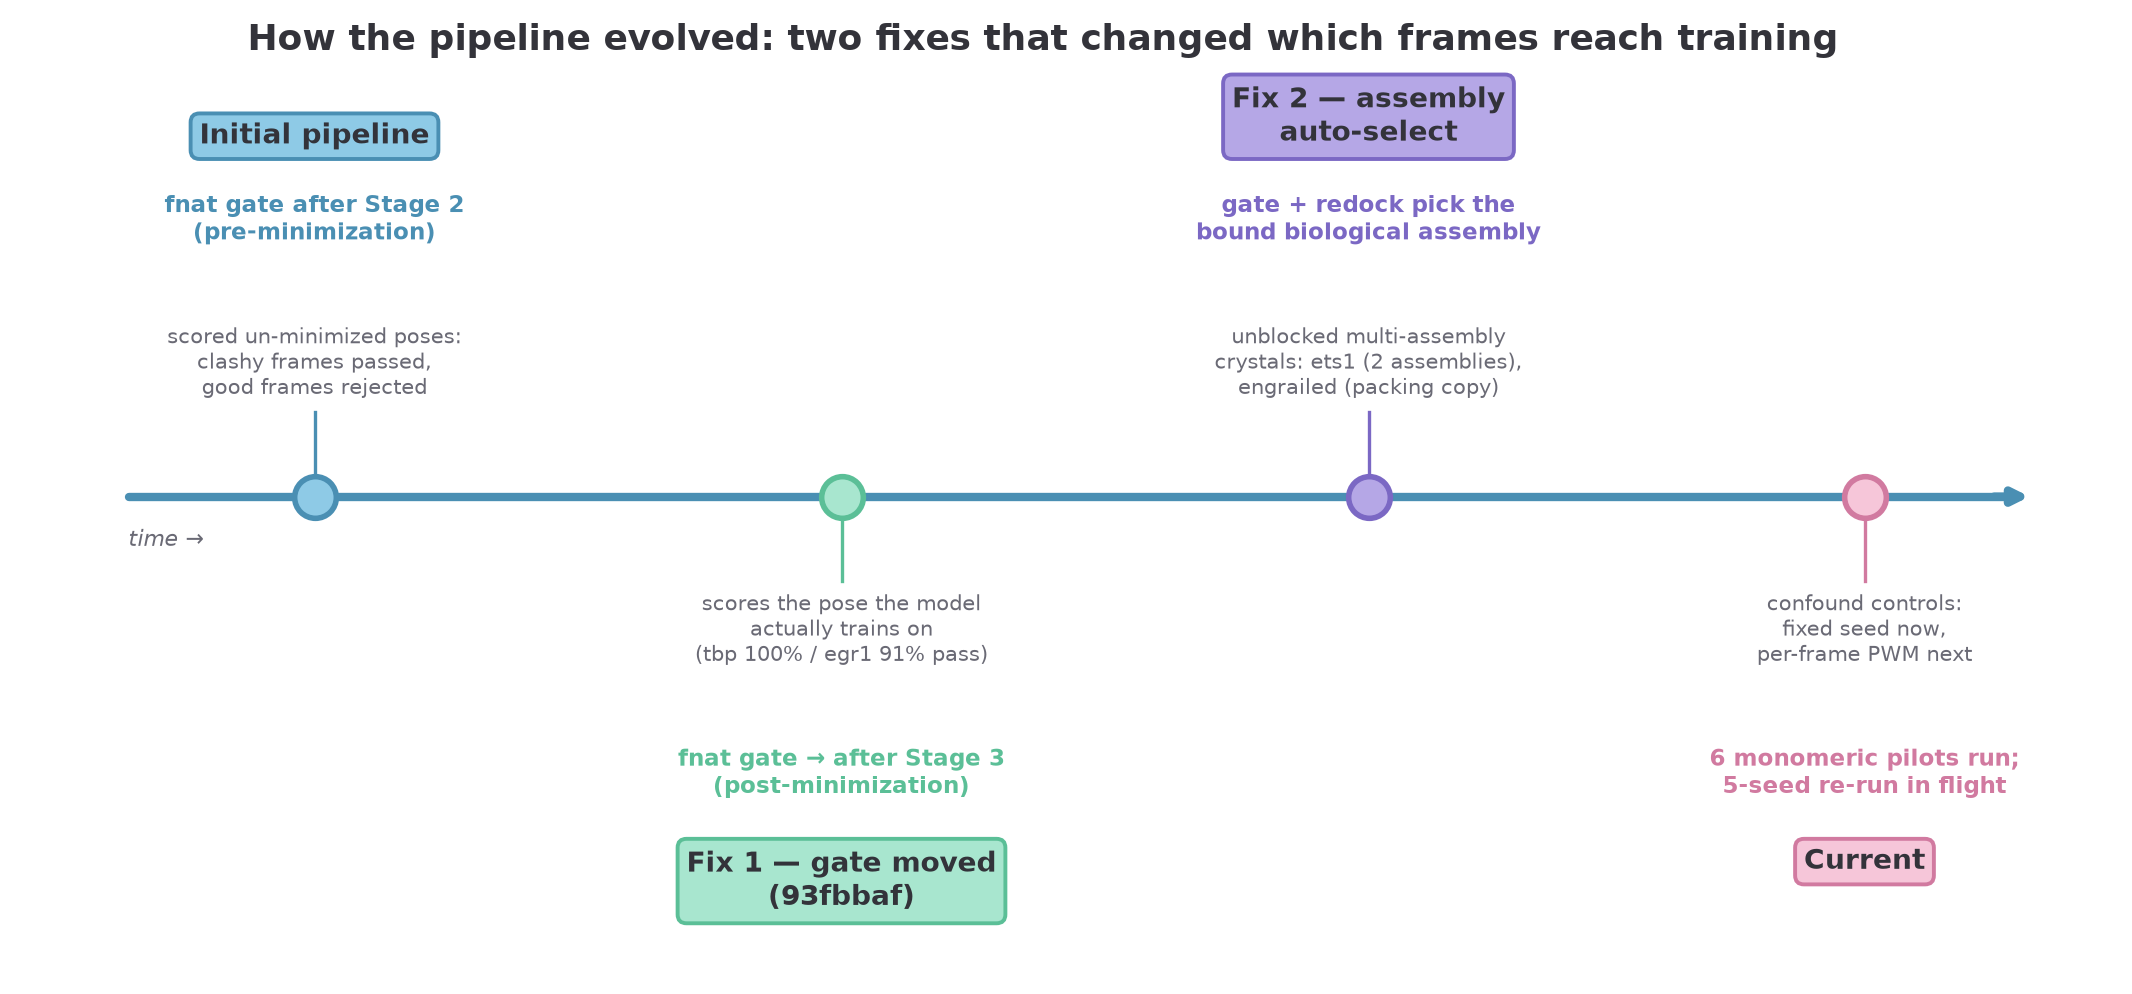 How the pipeline evolved: two fixes that changed which frames reach training
Initial pipeline
fnat gate after Stage 2
(pre-minimization)
scored un-minimized poses:
clashy frames passed,
good frames rejected
Fix 2 — assembly
auto-select
gate + redock pick the
bound biological assembly
unblocked multi-assembly
crystals: ets1 (2 assemblies),
engrailed (packing copy)
time →
scores the pose the model
actually trains on
(tbp 100% / egr1 91% pass)
fnat gate → after Stage 3
(post-minimization)
Fix 1 — gate moved
(93fbbaf)
confound controls:
fixed seed now,
per-frame PWM next
6 monomeric pilots run;
5-seed re-run in flight
Current